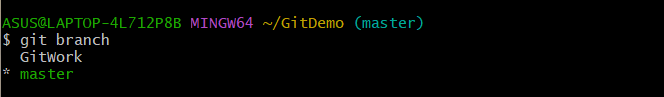 ASUS@LAPTOP-4L712P8B MINGW64 ~/GitDemo (master)
$ git branch
  GitWork
* master